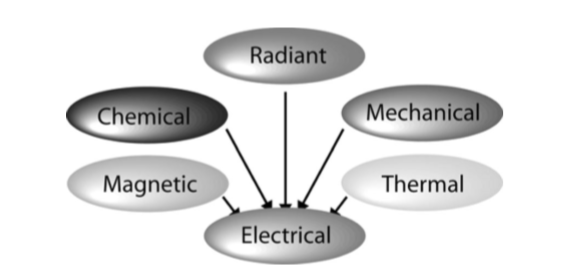 Radiant
Chemical
Mechanical
Magnetic
Thermal
Electrical